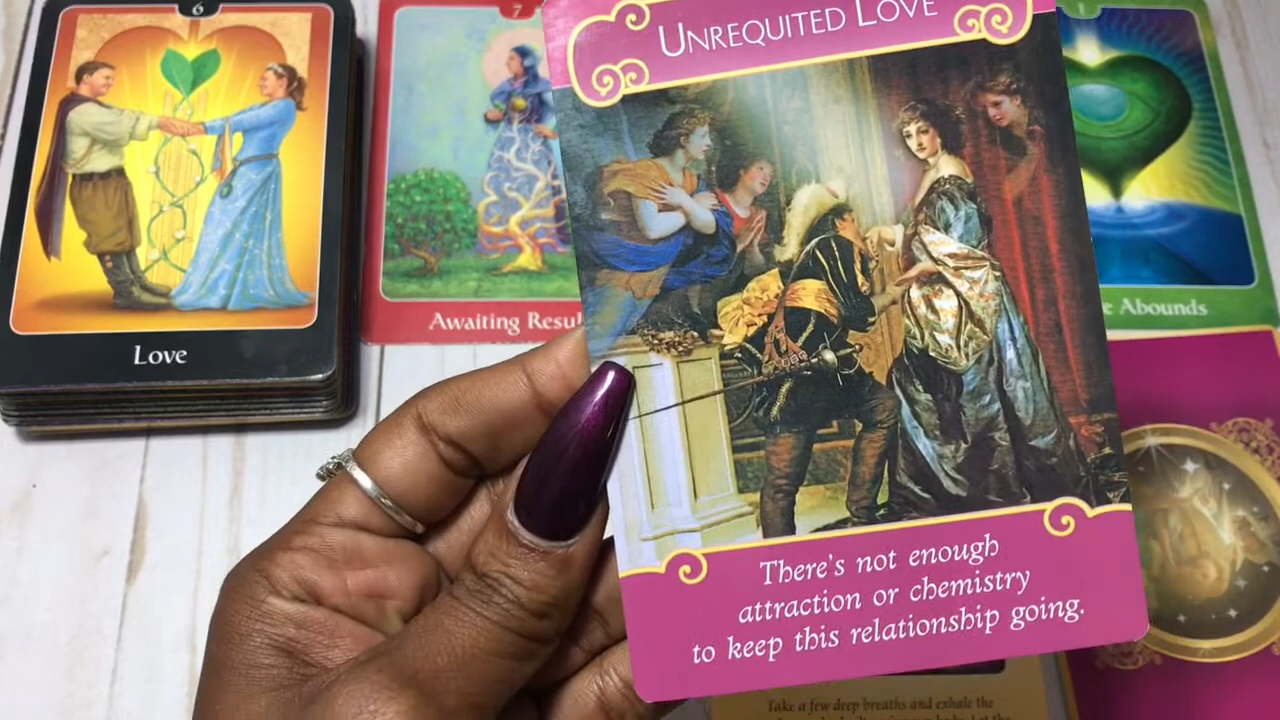 6
Love
7
Awaiting
UNREQUITED LOVE
There's not enough
attraction or chemistry
to keep this relationship going.
1
Abounds
Take a few deep breaths and exhale the